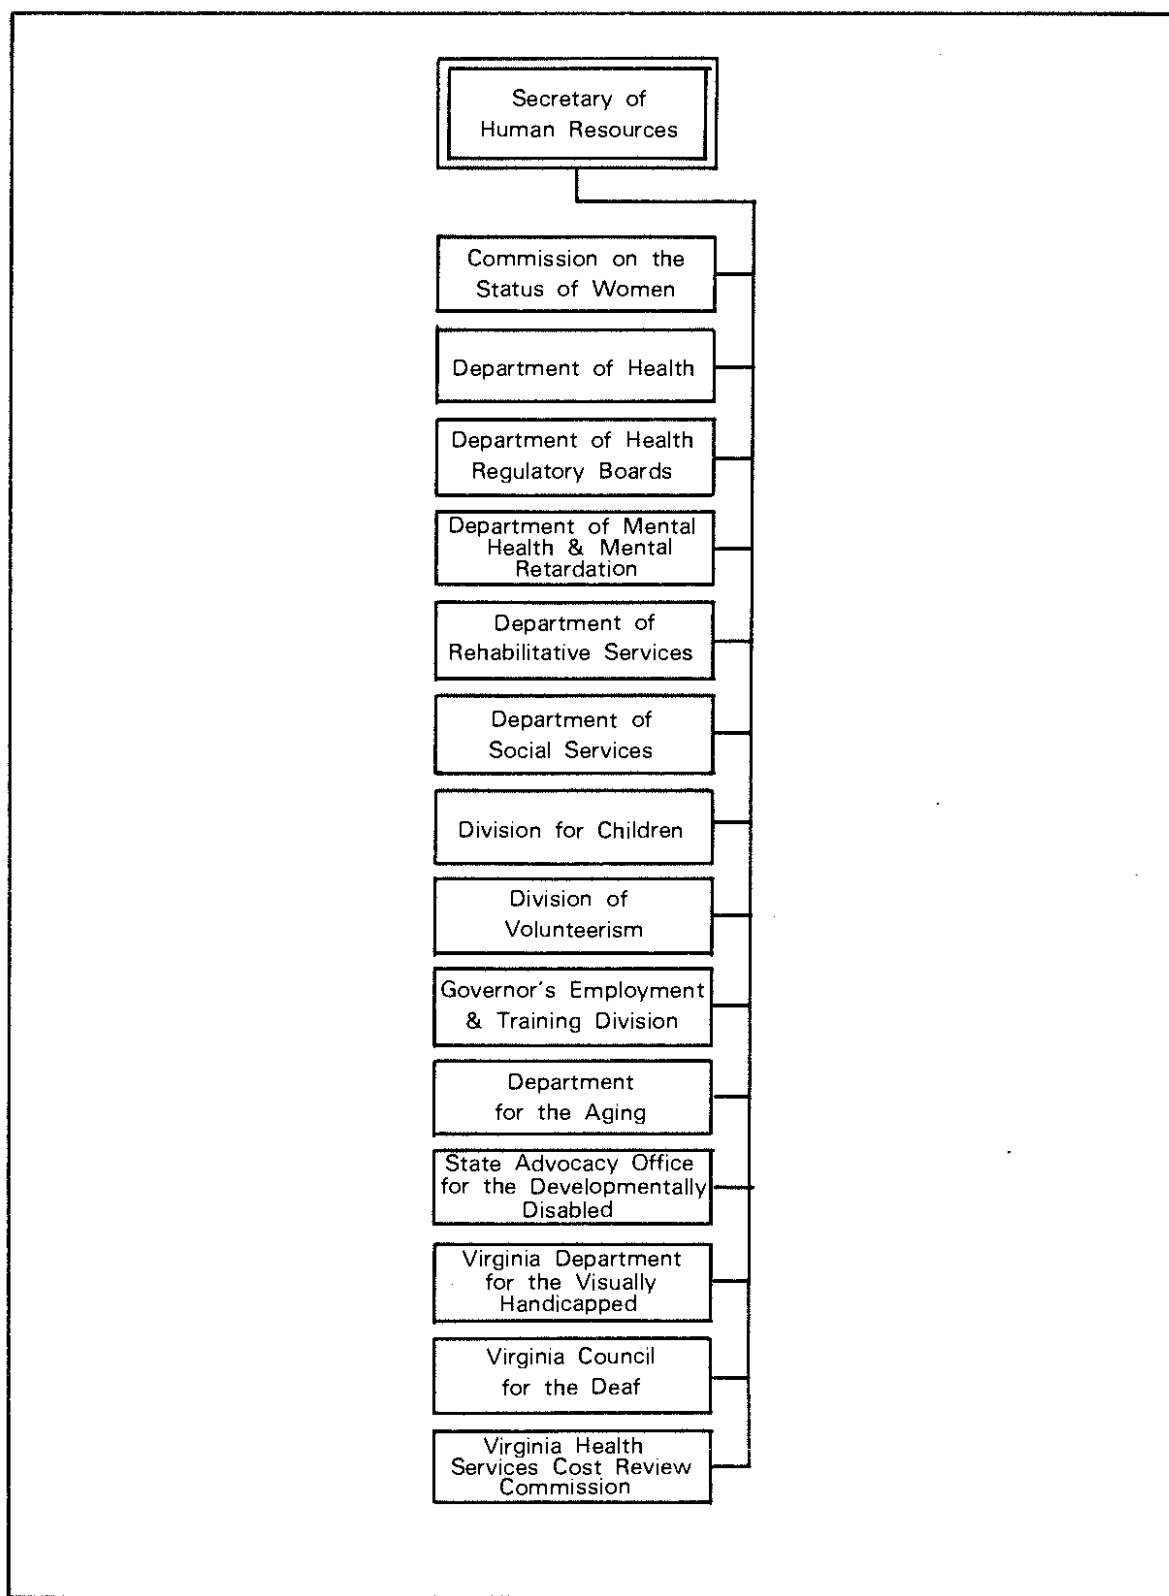 Secretary of
Human Resources
Commission on the
Status of Women
Department of Health
Department of Health
Regulatory Boards
Department of Mental
Health & Mental
Retardation
Department of
Rehabilitative Services
Department of
Social Services
Division for Children
Division of
Volunteerism
Governor's Employment
& Training Division
Department
for the Aging
State Advocacy Office
for the Developmentally
Disabled
Virginia Department
for the Visually
Handicapped
Virginia Council
for the Deaf
Virginia Health
Services Cost Review
Commission